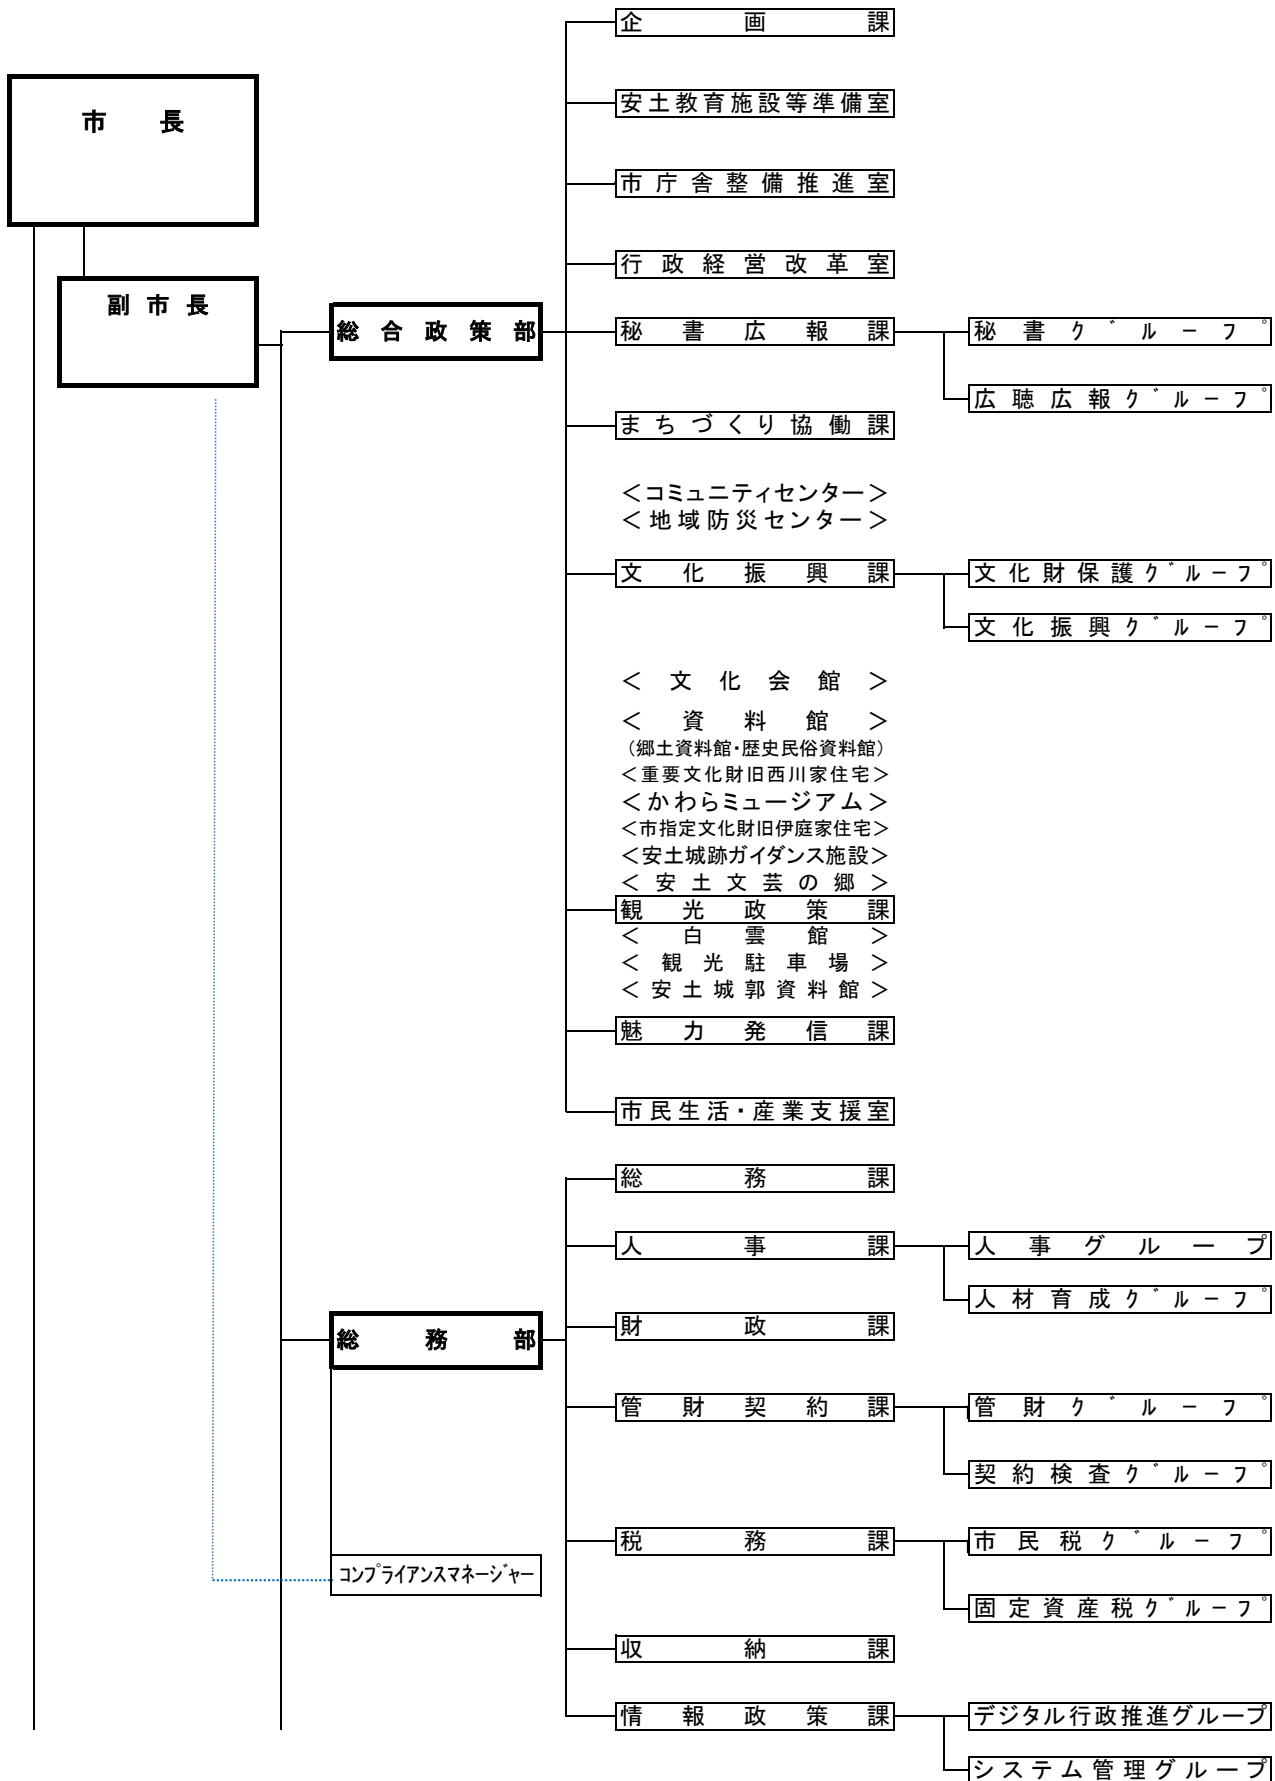 企画課
安土教育施設等準備室
市長
市庁舎整備推進室
行政経営改革室
副市長
総合政策部
秘書広報課
秘書グループ
広聴広報グループ
まちづくり協働課
＜コミュニティセンター＞
＜地域防災センター＞
文化振興課
文化財保護グループ
文化振興グループ
＜文化会館＞
＜資料館＞
（郷土資料館・歴史民俗資料館）
＜重要文化財旧西川家住宅＞
＜かわらミュージアム＞
＜市指定文化財旧伊庭家住宅＞
＜安土城跡ガイダンス施設＞
＜安土文芸の郷＞
観光政策課
＜白雲館＞
＜観光駐車場＞
＜安土城郭資料館＞
魅力発信課
市民生活・産業支援室
総務課
人事課
人事グループ
人材育成グループ
総務部
財政課
管財契約課
管財グループ
契約検査グループ
税務課
市民税グループ
コンプライアンスマネージャー
固定資産税グループ
収納課
情報政策課
デジタル行政推進グループ
システム管理グループ